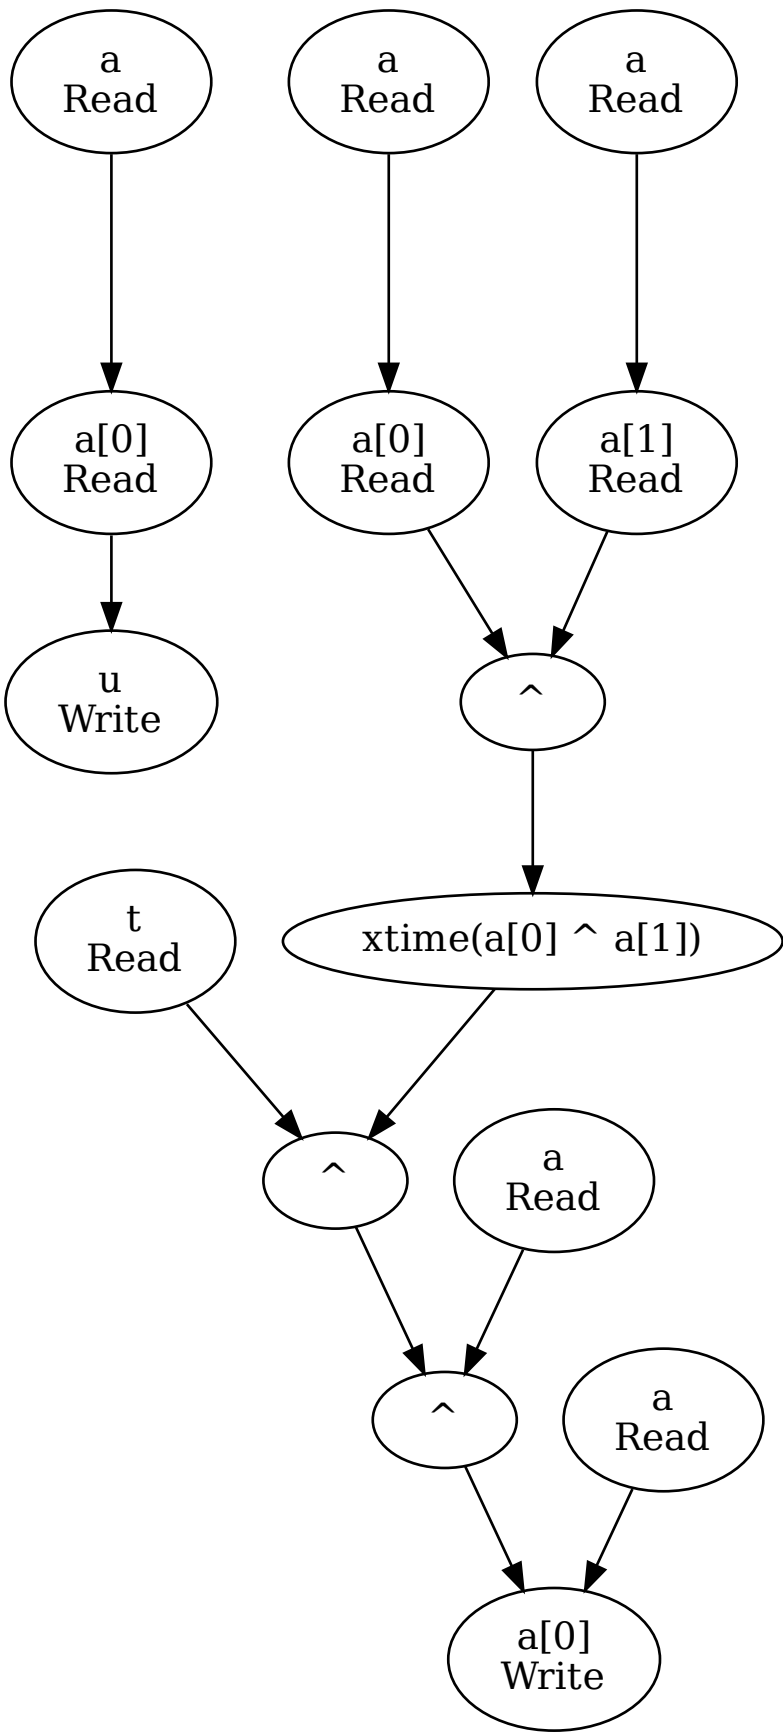 a
Read
a
Read
a
Read
a[0]
Read
a[0]
Read
a[1]
Read
u
Write
^
t
Read
xtime(a[0] ^ a[1])
^
a
Read
^
a
Read
a[0]
Write